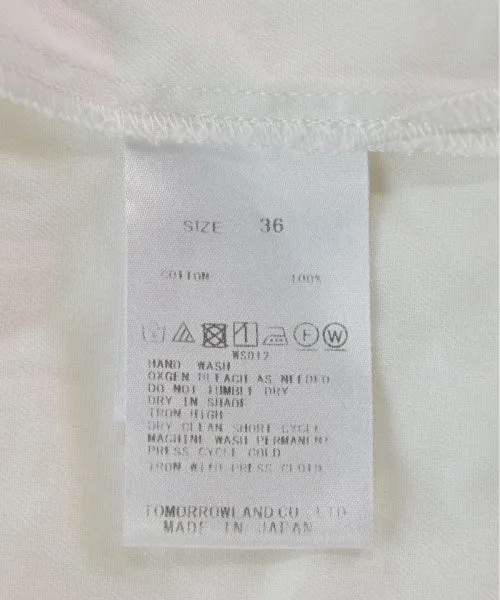 SIZE 36
COTTON 100%
F W
WS012
HAND WASH
OXGEN BLEACH AS NEEDED
DO NOT TUMBLE DRY
DRY IN SHADE
IRON HIGH
DRY CLEAN SHORT CYCLE
MACHINE WASH PERMANENT
PRESS CYCLE COLD
IRON WITH PRESS CLOTH
TOMORROWLAND CO., LTD
MADE IN JAPAN